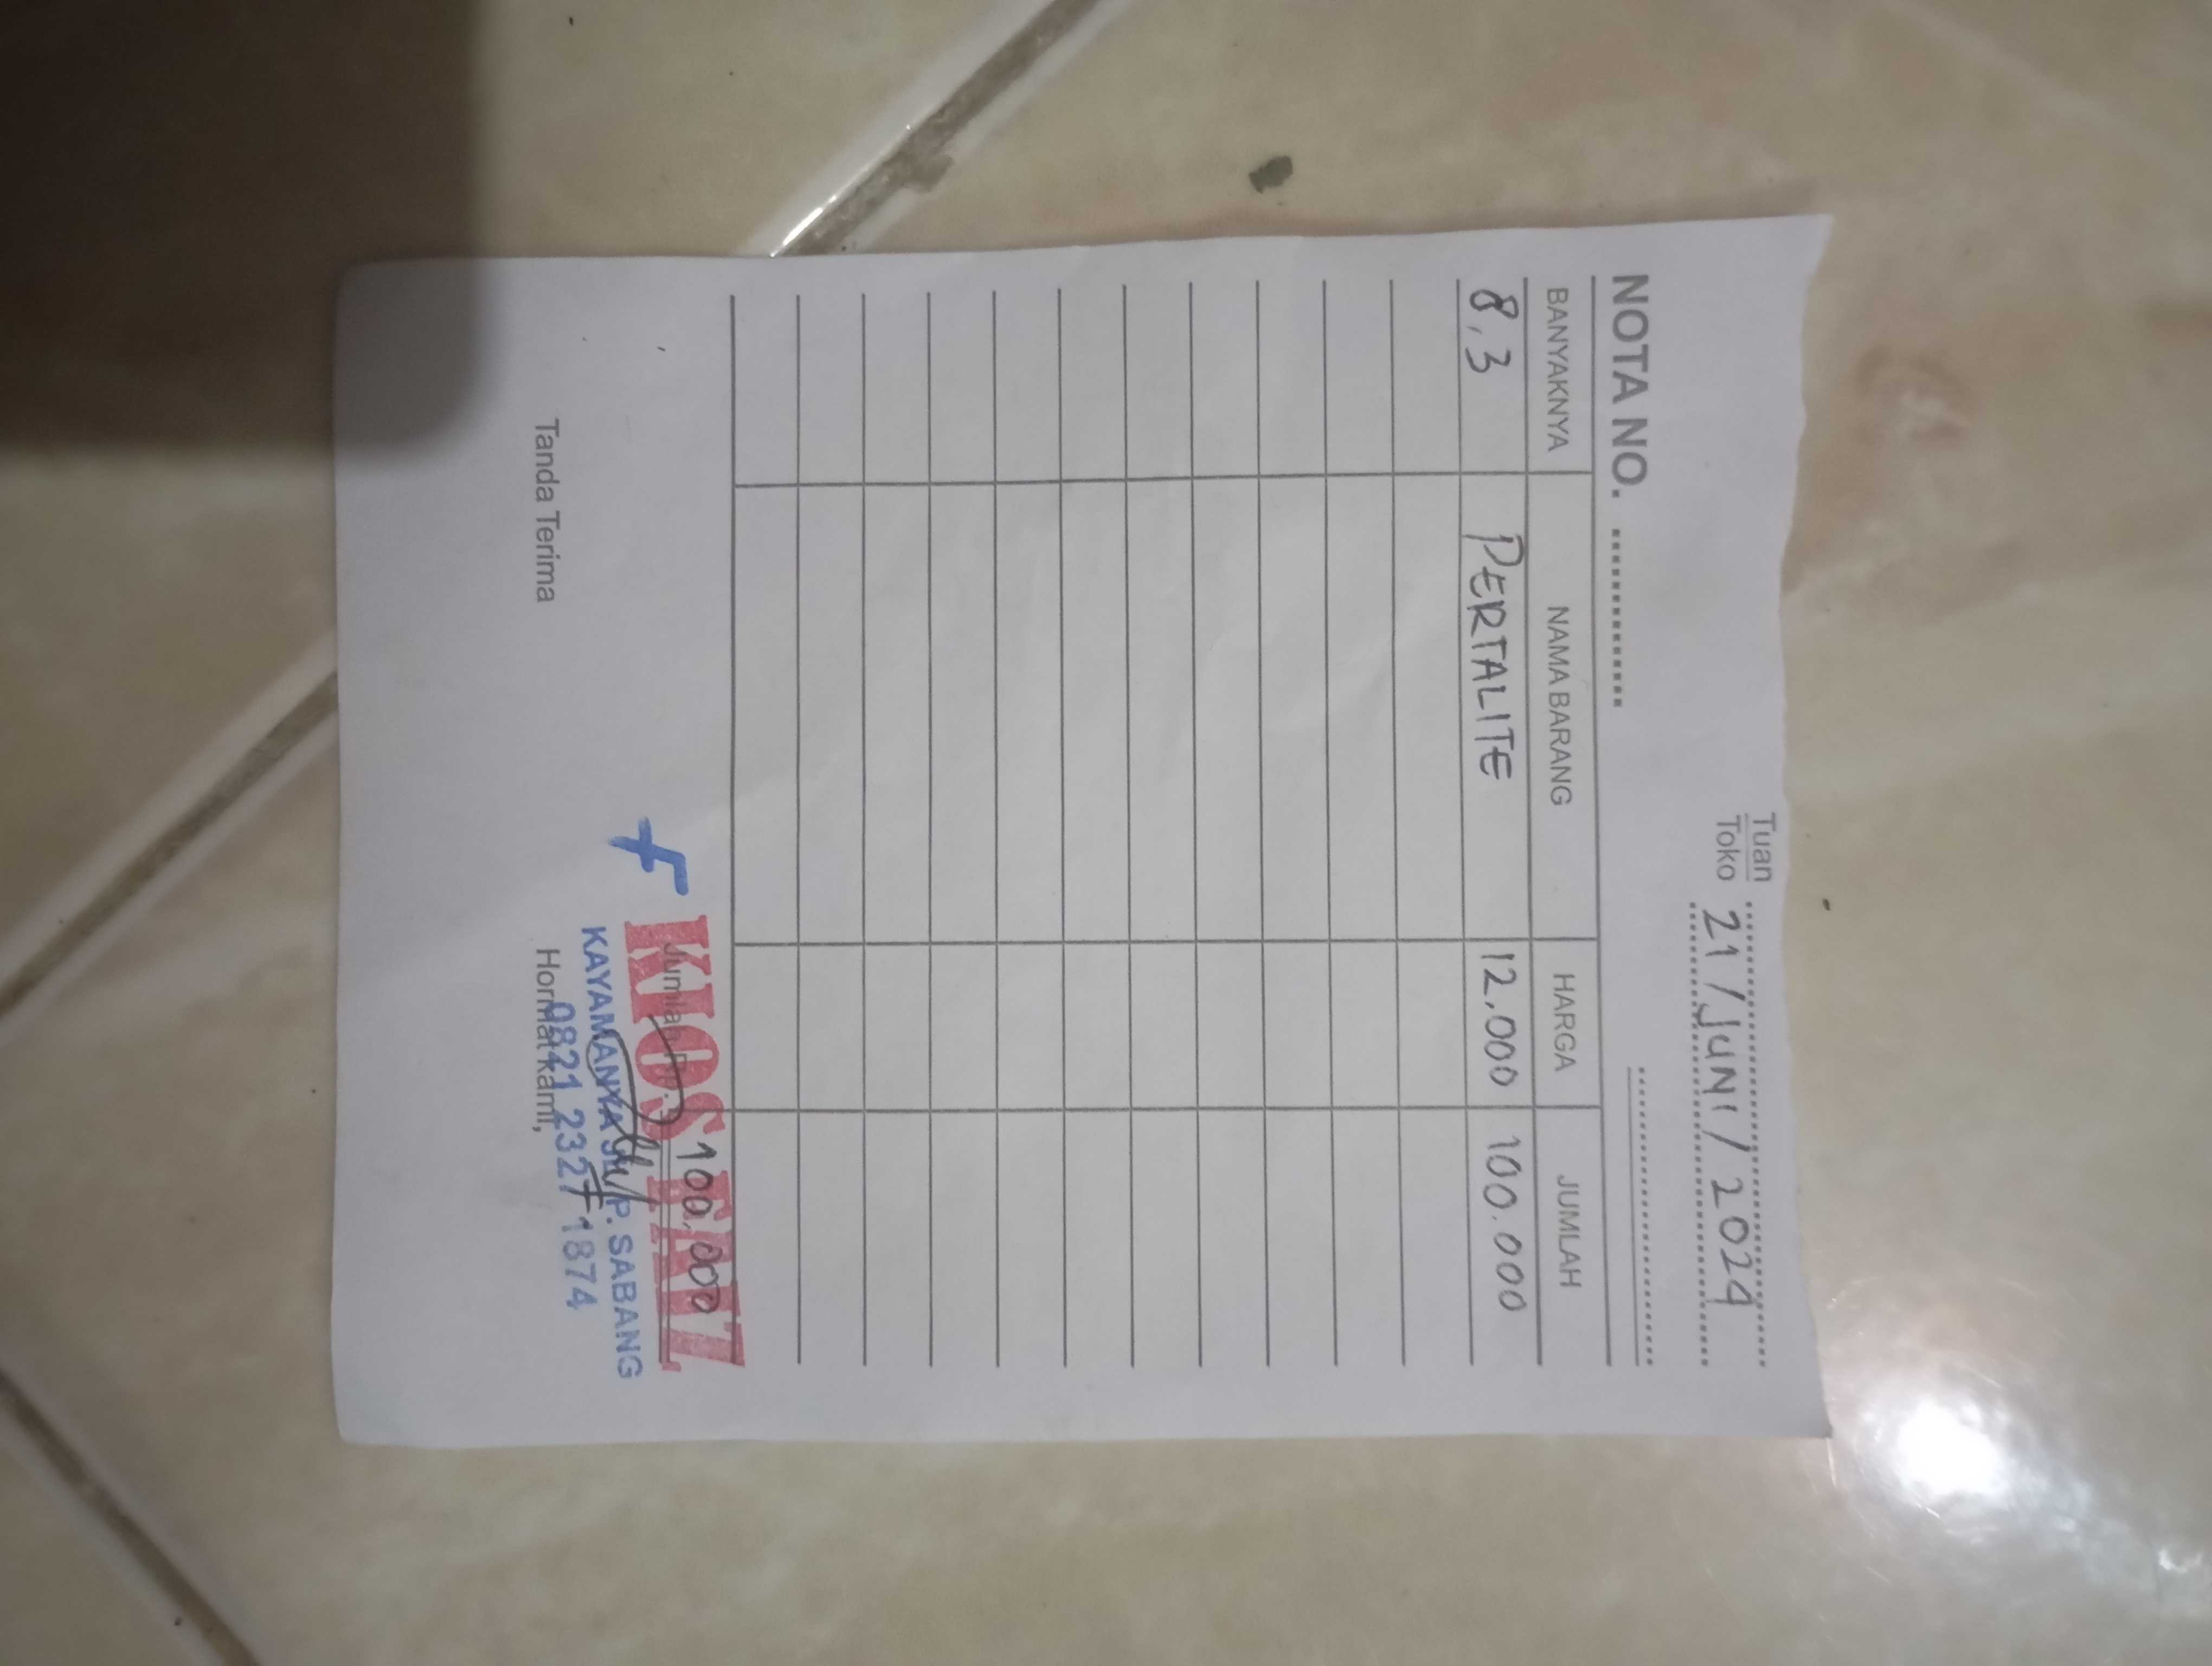 Tuan
Toko 21 / JUNI / 2024
NOTA NO.
BANYAKNYA NAMA BARANG HARGA JUMLAH
8,3 PERTALITE 12.000 100.000
Jumlah Rp. 100.000
KIOS FAIZ
KAYAMANYA JL. P. SABANG
0821 2327 1874
Tanda Terima Hormat kami,